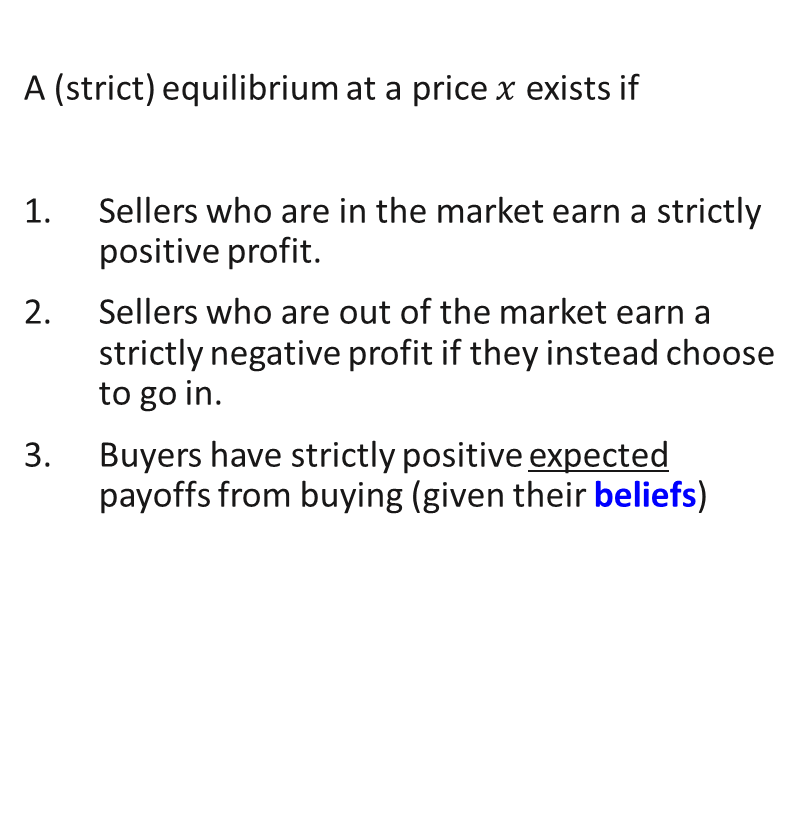 A (strict) equilibrium at a price x exists if
1. Sellers who are in the market earn a strictly
positive profit.
2. Sellers who are out of the market earn a
strictly negative profit if they instead choose
to go in.
3. Buyers have strictly positive expected
payoffs from buying (given their beliefs)